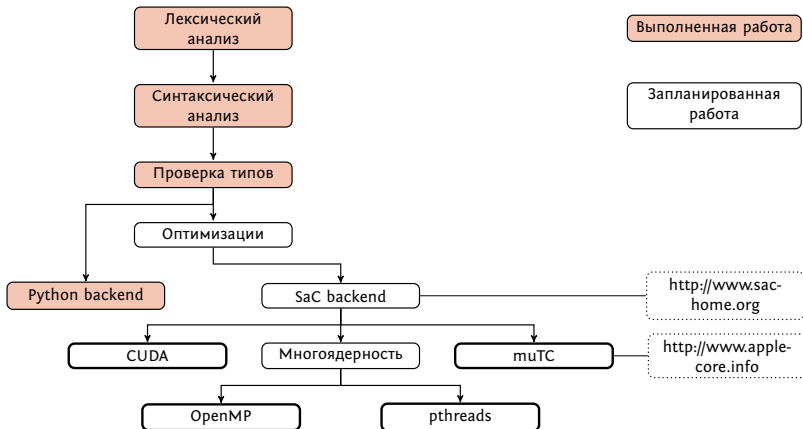 Лексический
анализ
Выполненная работа
Синтаксический
анализ
Запланированная
работа
Проверка типов
Оптимизации
Python backend
SaC backend
http://www.sac-
home.org
CUDA
Многоядерность
muTC
http://www.apple-
core.info
OpenMP
pthreads